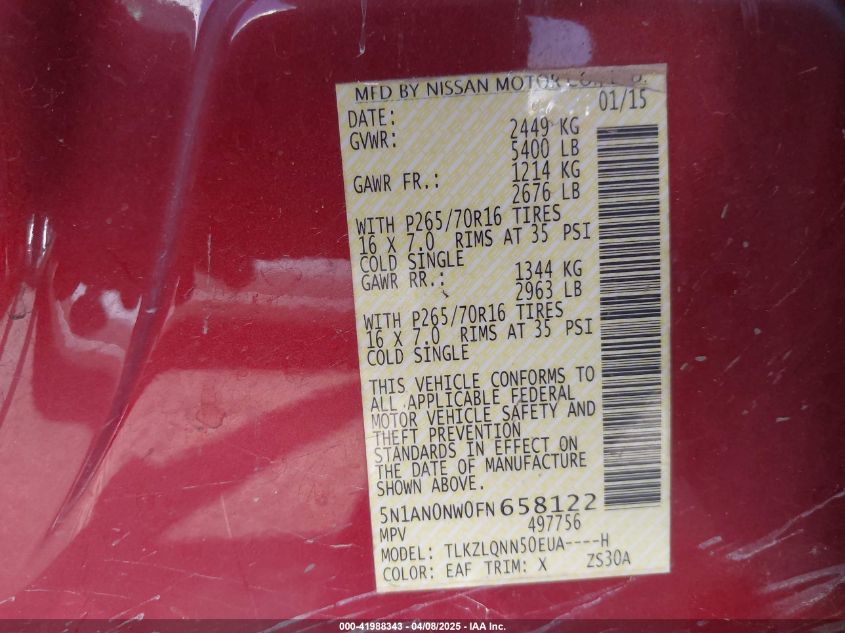 MFD BY NISSAN MOTOR
DATE: 01/15
GVWR: 2449 KG
5400 LB
GAWR FR.: 1214 KG
2676 LB
WITH P265/70R16 TIRES
16 X 7.0 RIMS AT 35 PSI
COLD SINGLE
GAWR RR.: 1344 KG
2963 LB
WITH P265/70R16 TIRES
16 X 7.0 RIMS AT 35 PSI
COLD SINGLE
THIS VEHICLE CONFORMS TO
ALL APPLICABLE FEDERAL
MOTOR VEHICLE SAFETY AND
THEFT PREVENTION
STANDARDS IN EFFECT ON
THE DATE OF MANUFACTURE
SHOWN ABOVE.
5N1AN0NW0FN658122
MPV 497756
MODEL: TLKZLQNN50EUA----H
COLOR: EAF TRIM: X ZS30A
000-41988343 - 04/08/2025 - IAA Inc.